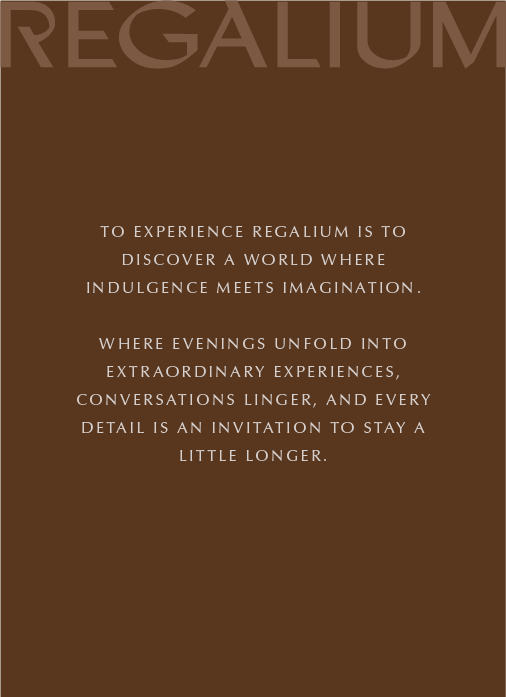 REGALIUM
TO EXPERIENCE REGALIUM IS TO
DISCOVER A WORLD WHERE
INDULGENCE MEETS IMAGINATION.
WHERE EVENINGS UNFOLD INTO
EXTRAORDINARY EXPERIENCES,
CONVERSATIONS LINGER, AND EVERY
DETAIL IS AN INVITATION TO STAY A
LITTLE LONGER.